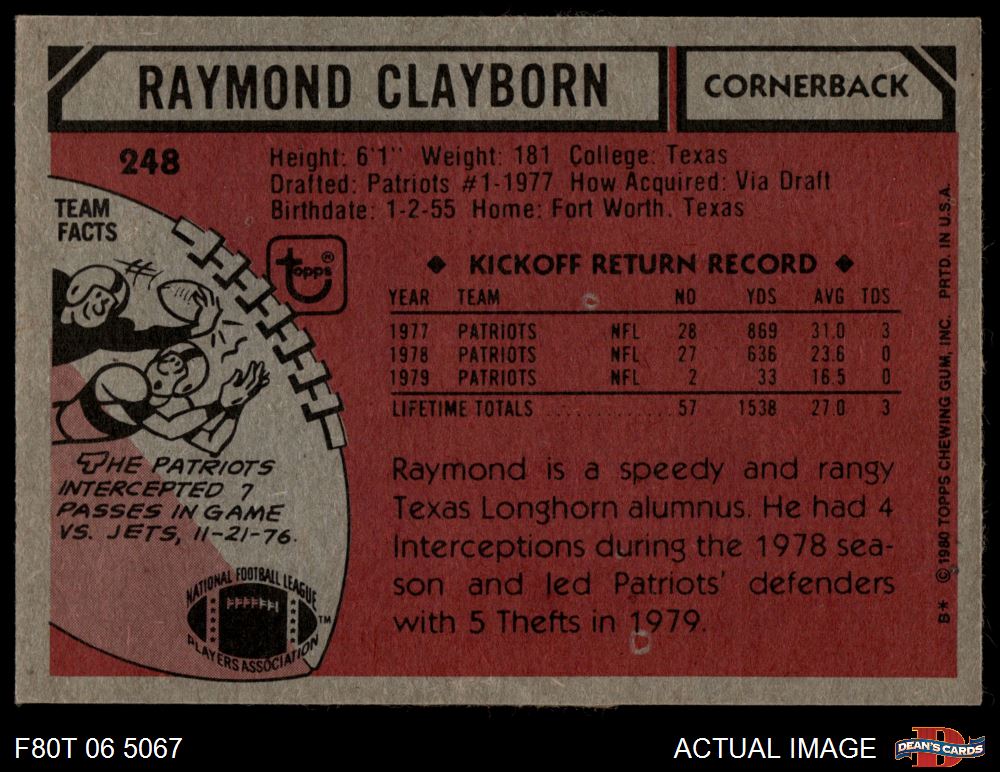 RAYMOND CLAYBORN
CORNERBACK
248
Height: 6'1" Weight: 181 College: Texas
Drafted: Patriots #1-1977 How Acquired: Via Draft
Birthdate: 1-2-55 Home: Fort Worth, Texas
TEAM
FACTS
topps®
◆ KICKOFF RETURN RECORD ◆
YEAR TEAM NO YDS AVG TDS
1977 PATRIOTS NFL 28 869 31.0 3
1978 PATRIOTS NFL 27 636 23.6 0
1979 PATRIOTS NFL 2 33 16.5 0
LIFETIME TOTALS ............ 57 1538 27.0 3
THE PATRIOTS
INTERCEPTED 7
PASSES IN GAME
VS. JETS, 11-21-76.
Raymond is a speedy and rangy
Texas Longhorn alumnus. He had 4
Interceptions during the 1978 sea-
son and led Patriots' defenders
with 5 Thefts in 1979.
NATIONAL FOOTBALL LEAGUE
PLAYERS ASSOCIATION
TM
B* © 1980 TOPPS CHEWING GUM, INC. PRTD. IN U.S.A.
F80T 06 5067
ACTUAL IMAGE
D
DEAN'S CARDS